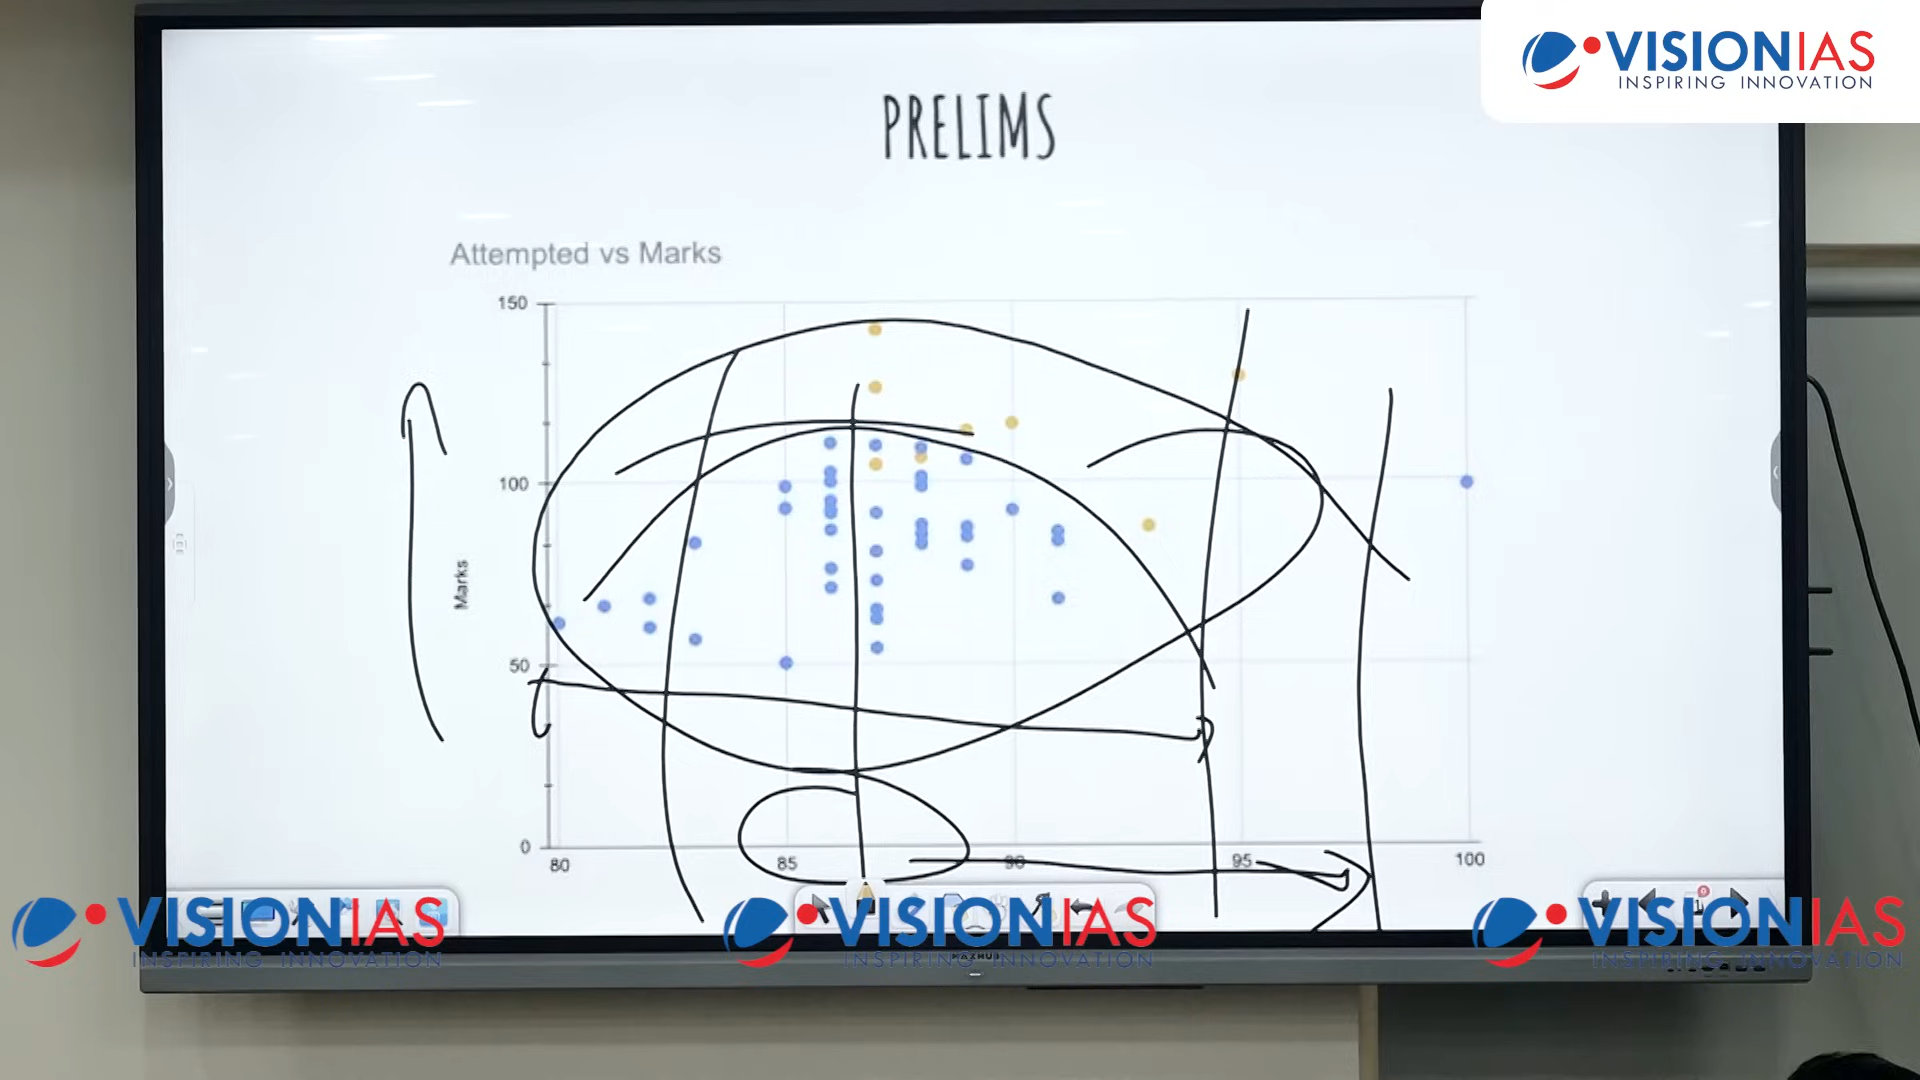 VISIONIAS
INSPIRING INNOVATION
PRELIMS
Attempted vs Marks
150
100
50
0
Marks
80
85
90
95
100
VISIONIAS
INSPIRING INNOVATION
VISIONIAS
INSPIRING INNOVATION
VISIONIAS
INSPIRING INNOVATION